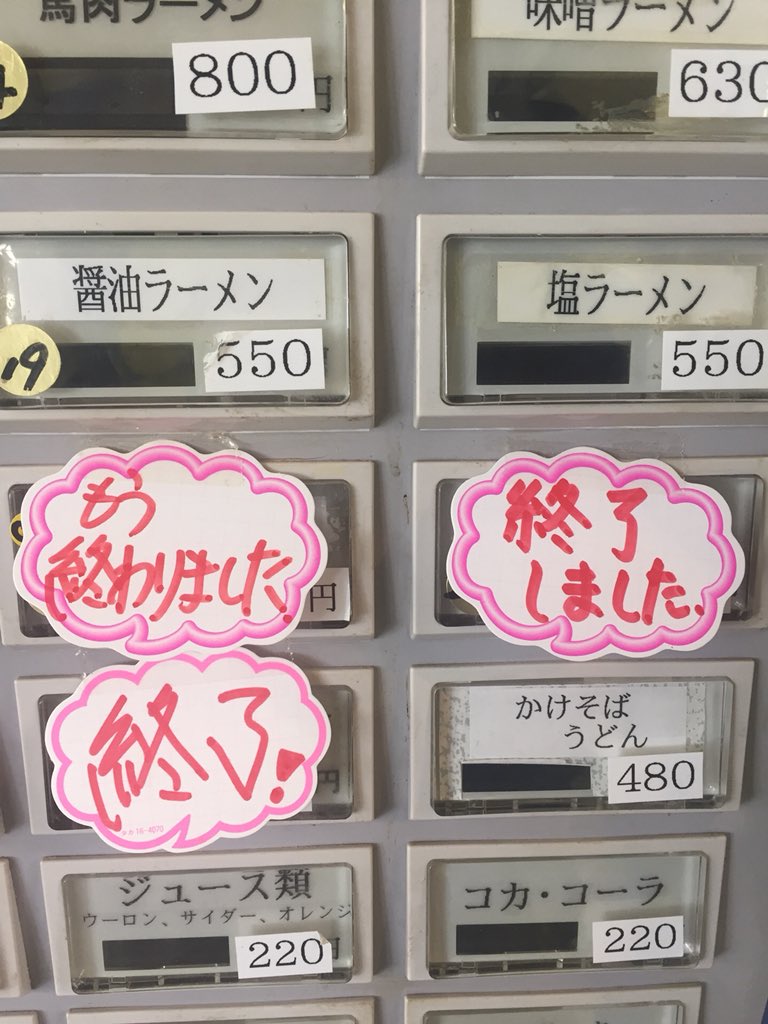 馬肉ラーメン
800
円
味噌ラーメン
630
醤油ラーメン
19
550
塩ラーメン
550
もう
終わりました!
円
終了
しました、
終了!
円
16-4070
かけそば
うどん
480
ジュース類
ウーロン、サイダー、オレンジ
220
円
コカ・コーラ
220